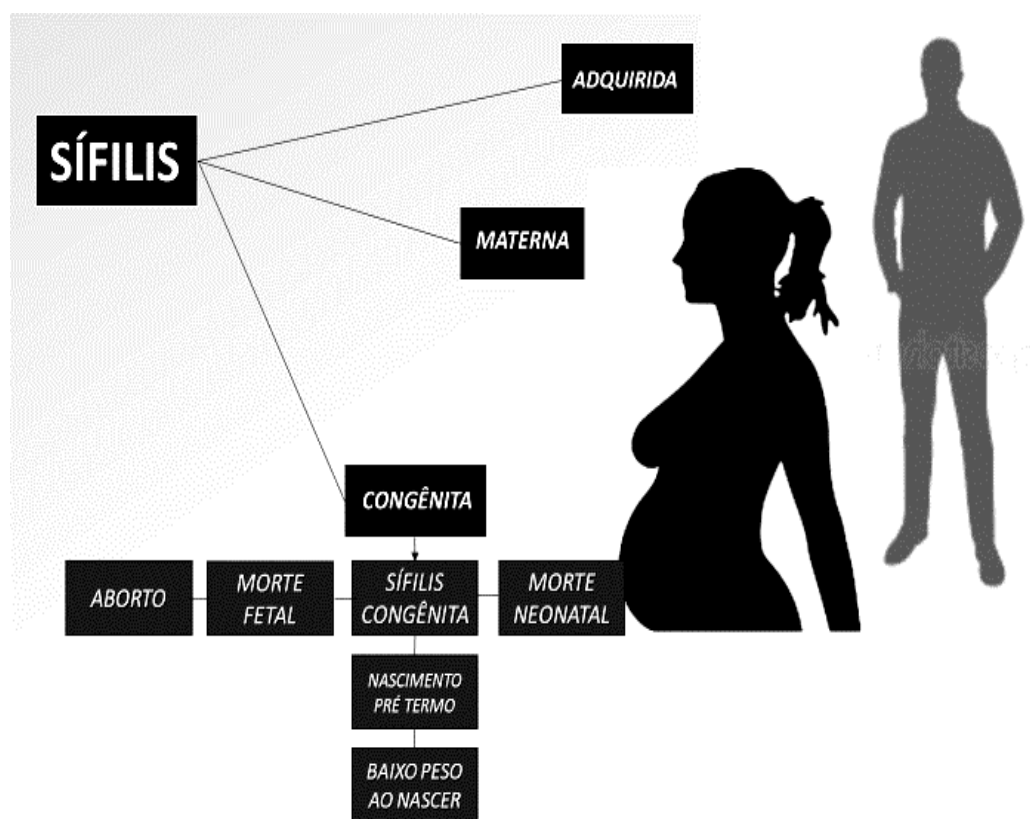 ADQUIRIDA
SÍFILIS
MATERNA
CONGÊNITA
ABORTO
MORTE
FETAL
SÍFILIS
CONGÊNITA
MORTE
NEONATAL
NASCIMENTO
PRÉ TERMO
BAIXO PESO
AO NASCER